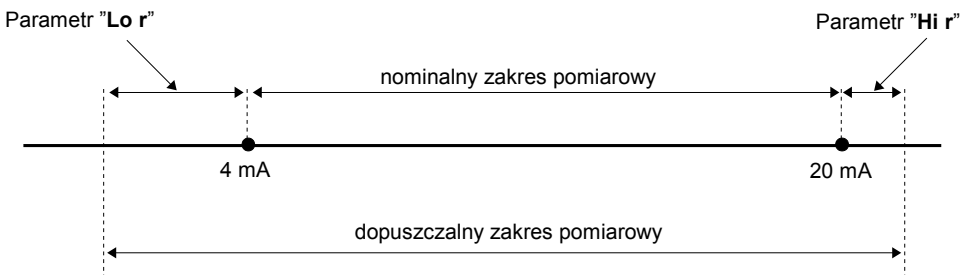 Parametr "Lo r"
Parametr "Hi r"
nominalny zakres pomiarowy
4 mA
20 mA
dopuszczalny zakres pomiarowy